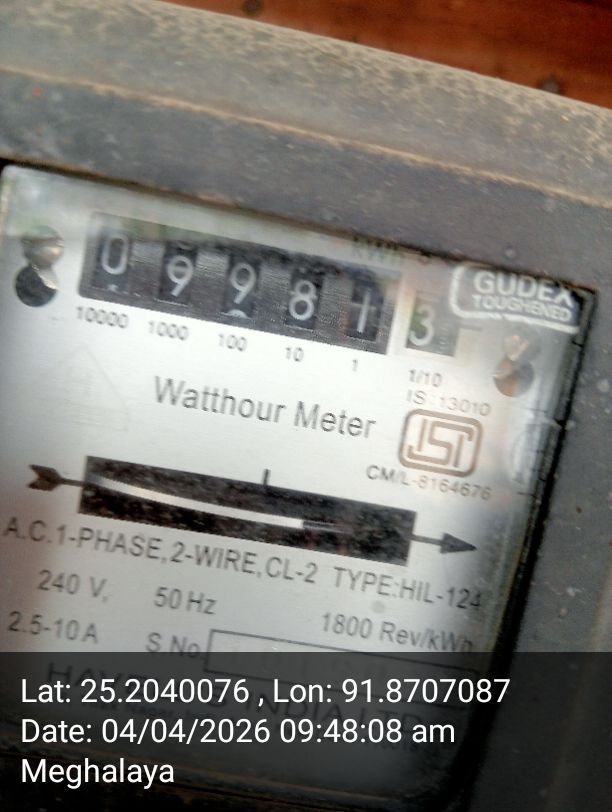 kWh
0 9 9 8 1 3
10000 1000 100 10 1 1/10
GUDEX
TOUGHENED
IS:13010
Watthour Meter
ISI
CM/L-8164676
A.C.1-PHASE,2-WIRE,CL-2 TYPE:HIL-124
240 V, 50 Hz 1800 Rev/kWh
2.5-10 A S.No.
Lat: 25.2040076 , Lon: 91.8707087
Date: 04/04/2026 09:48:08 am
Meghalaya